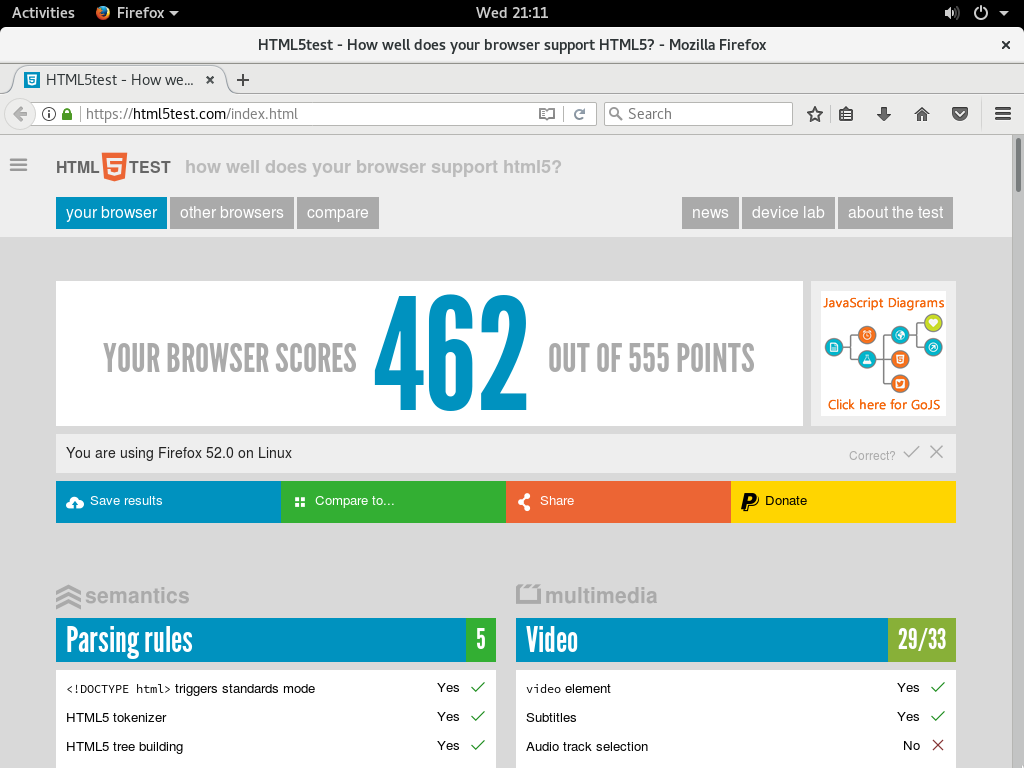 Activities Firefox Wed 21:11
HTML5test - How well does your browser support HTML5? - Mozilla Firefox
HTML5test - How we...
https://html5test.com/index.html Search
HTML 5 TEST how well does your browser support html5?
your browser other browsers compare news device lab about the test
YOUR BROWSER SCORES 462 OUT OF 555 POINTS
JavaScript Diagrams
Click here for GoJS
You are using Firefox 52.0 on Linux Correct?
Save results Compare to... Share Donate
semantics
Parsing rules 5
<!DOCTYPE html> triggers standards mode Yes
HTML5 tokenizer Yes
HTML5 tree building Yes
multimedia
Video 29/33
video element Yes
Subtitles Yes
Audio track selection No